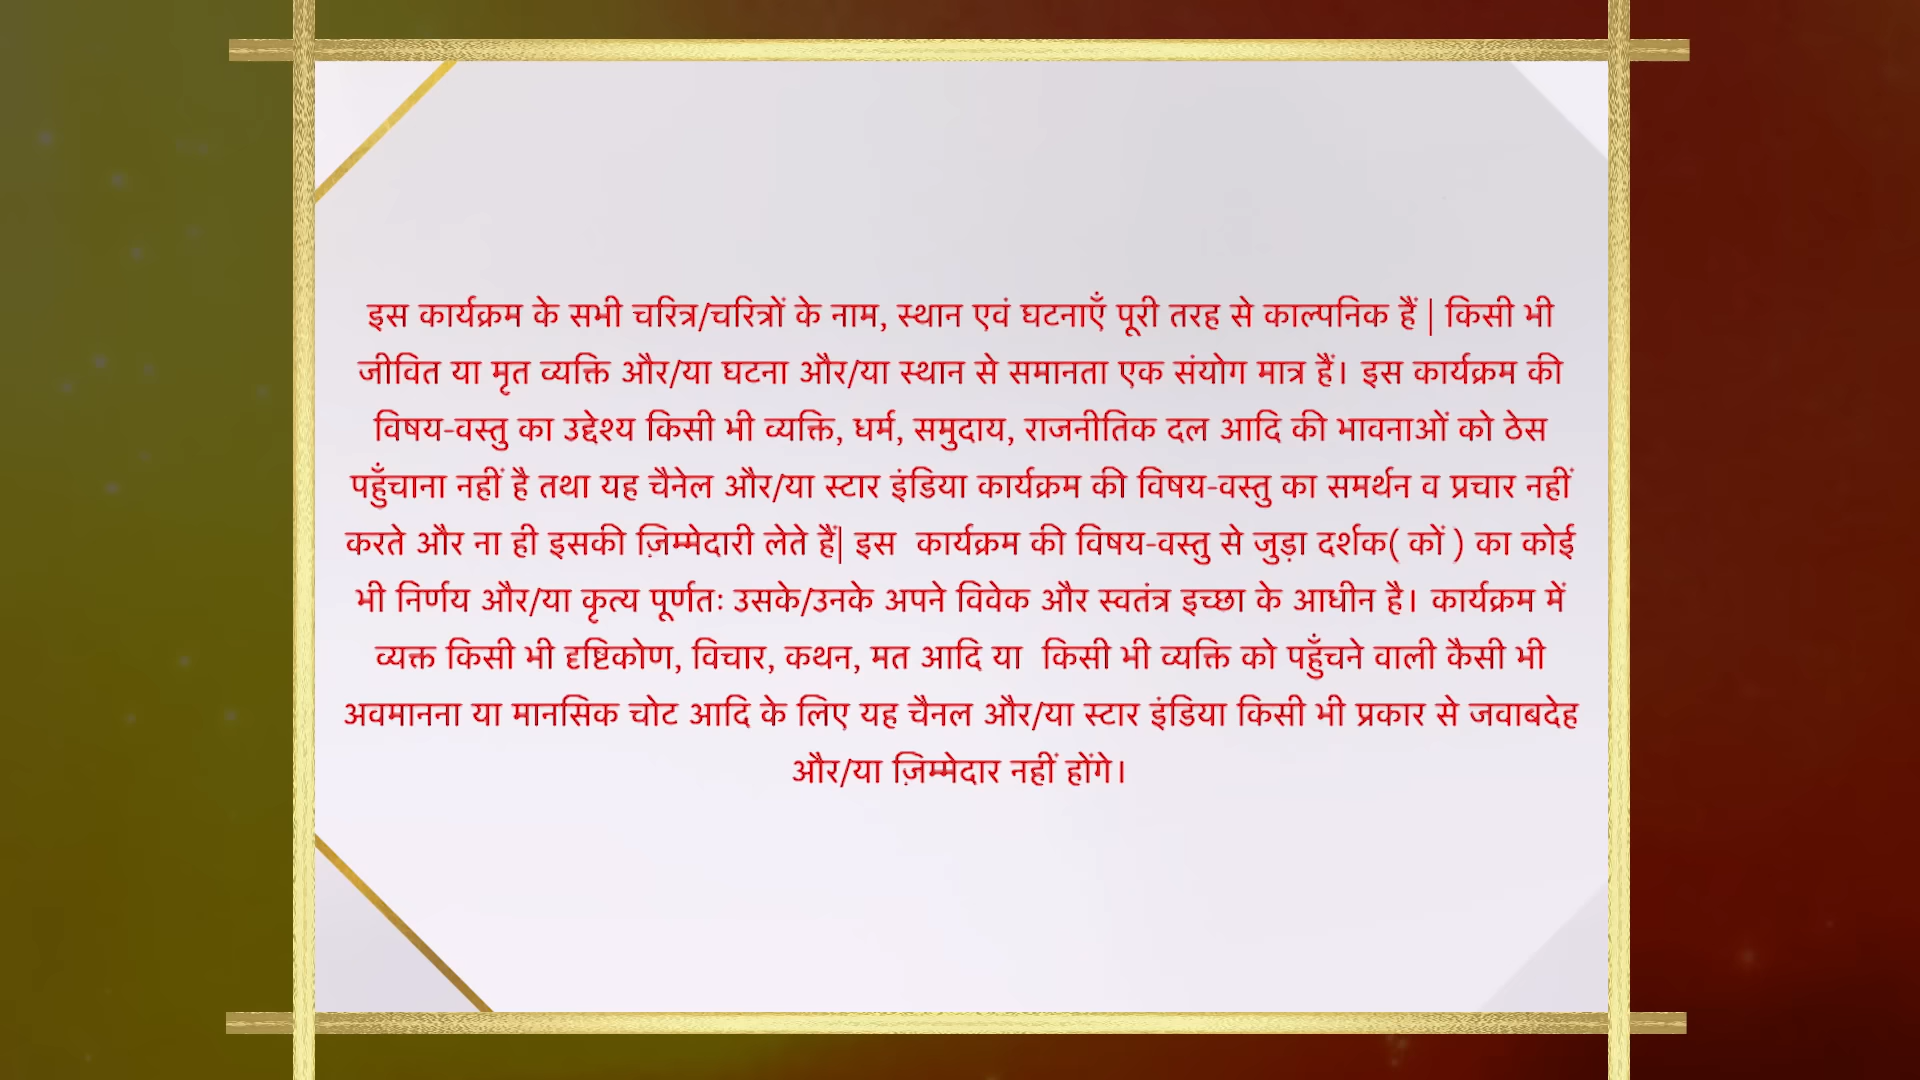 इस कार्यक्रम के सभी चरित्र/चरित्रों के नाम, स्थान एवं घटनाएँ पूरी तरह से काल्पनिक हैं | किसी भी
जीवित या मृत व्यक्ति और/या घटना और/या स्थान से समानता एक संयोग मात्र हैं। इस कार्यक्रम की
विषय-वस्तु का उद्देश्य किसी भी व्यक्ति, धर्म, समुदाय, राजनीतिक दल आदि की भावनाओं को ठेस
पहुँचाना नहीं है तथा यह चैनेल और/या स्टार इंडिया कार्यक्रम की विषय-वस्तु का समर्थन व प्रचार नहीं
करते और ना ही इसकी ज़िम्मेदारी लेते हैं| इस  कार्यक्रम की विषय-वस्तु से जुड़ा दर्शक( कों ) का कोई
भी निर्णय और/या कृत्य पूर्णतः उसके/उनके अपने विवेक और स्वतंत्र इच्छा के आधीन है। कार्यक्रम में
व्यक्त किसी भी दृष्टिकोण, विचार, कथन, मत आदि या  किसी भी व्यक्ति को पहुँचने वाली कैसी भी
अवमानना या मानसिक चोट आदि के लिए यह चैनल और/या स्टार इंडिया किसी भी प्रकार से जवाबदेह
और/या ज़िम्मेदार नहीं होंगे।